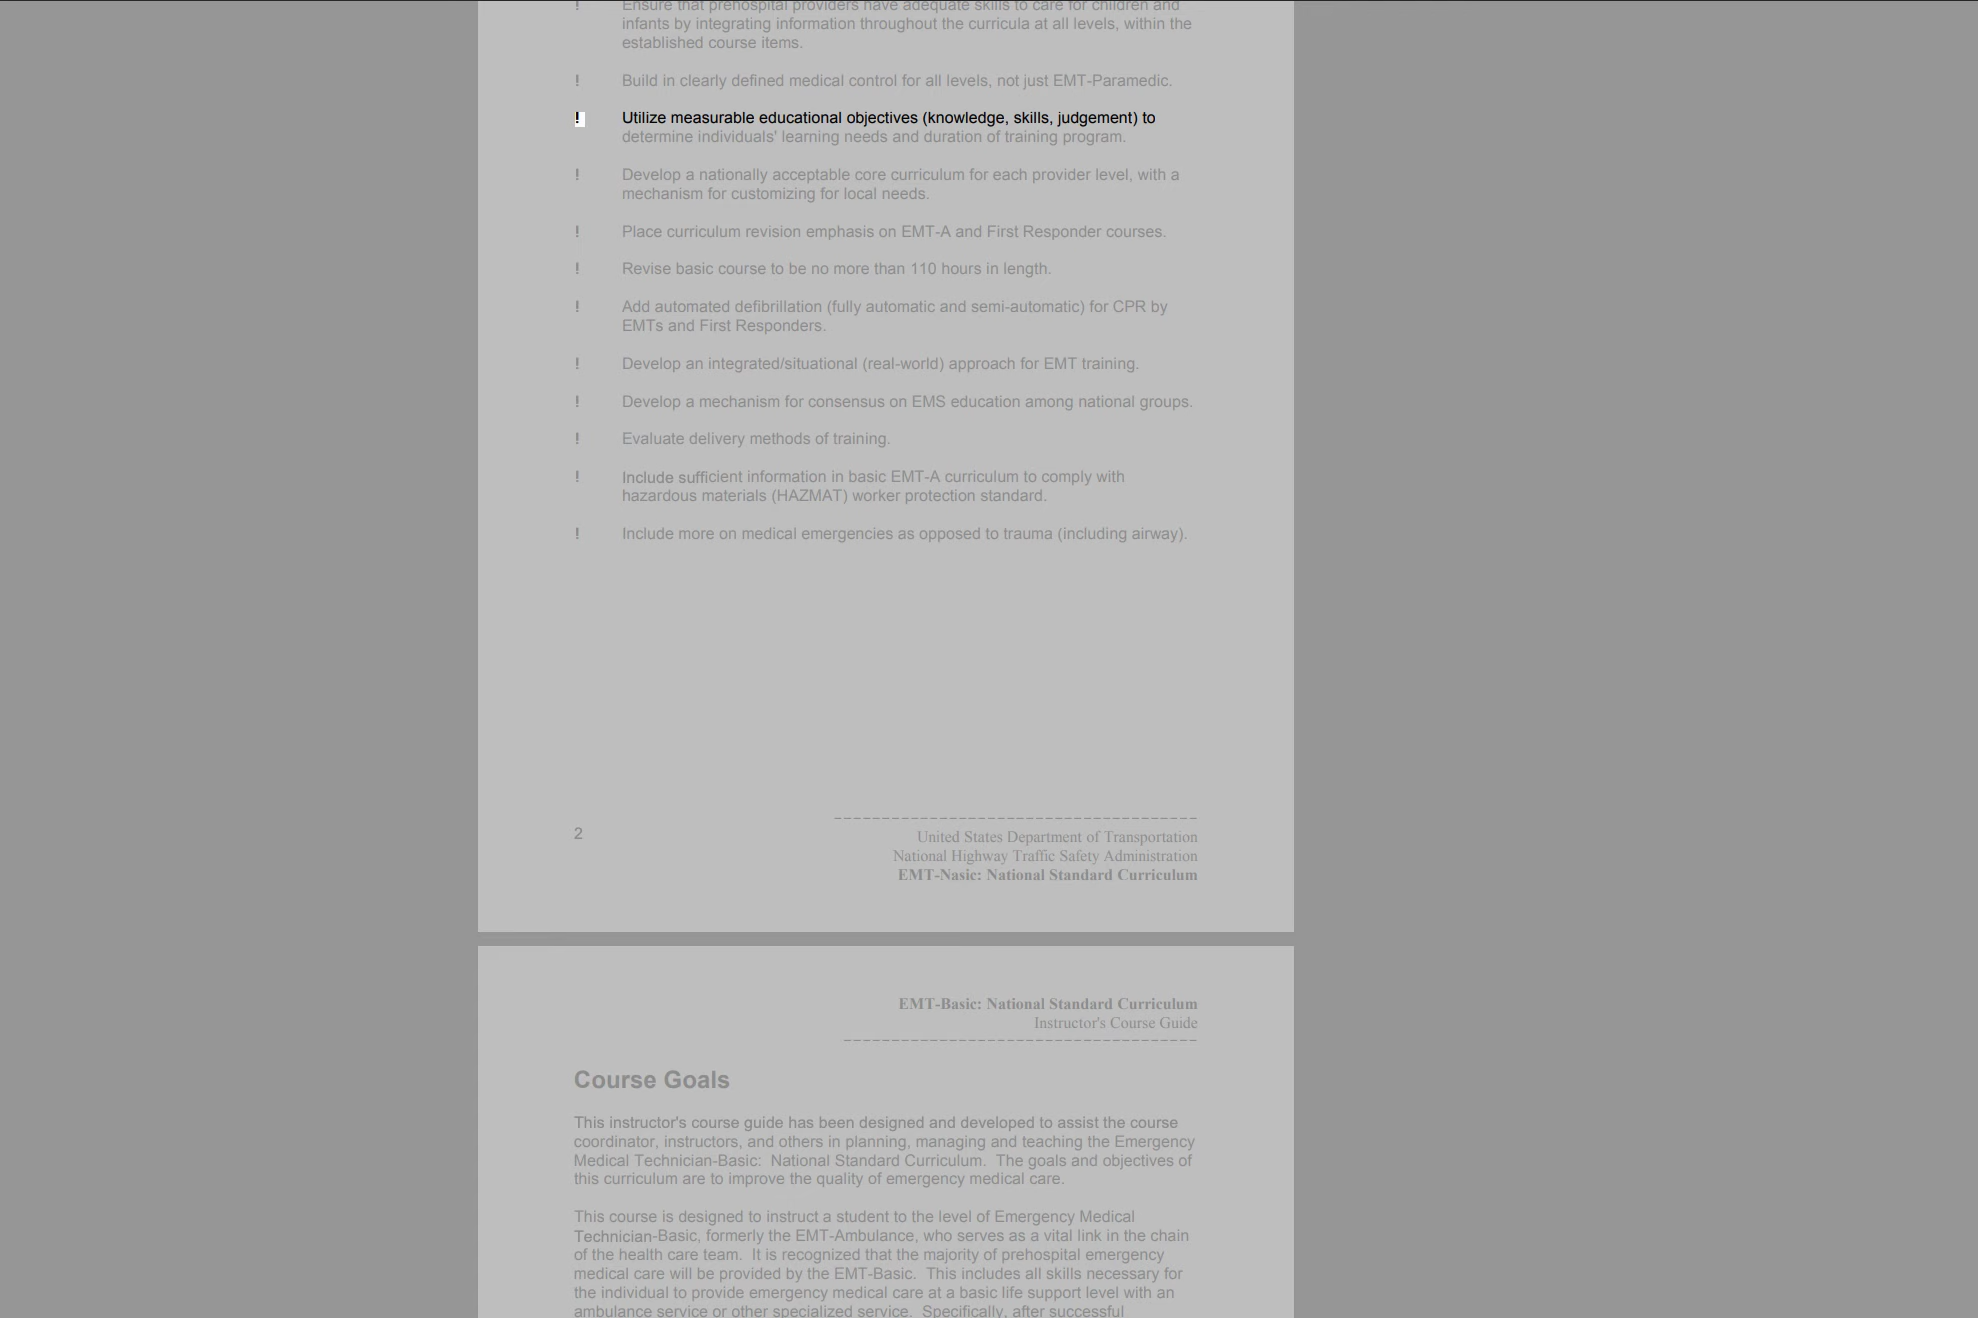 ! Ensure that prehospital providers have adequate skills to care for children and
infants by integrating information throughout the curricula at all levels, within the
established course items.
! Build in clearly defined medical control for all levels, not just EMT-Paramedic.
! Utilize measurable educational objectives (knowledge, skills, judgement) to
determine individuals' learning needs and duration of training program.
! Develop a nationally acceptable core curriculum for each provider level, with a
mechanism for customizing for local needs.
! Place curriculum revision emphasis on EMT-A and First Responder courses.
! Revise basic course to be no more than 110 hours in length.
! Add automated defibrillation (fully automatic and semi-automatic) for CPR by
EMTs and First Responders.
! Develop an integrated/situational (real-world) approach for EMT training.
! Develop a mechanism for consensus on EMS education among national groups.
! Evaluate delivery methods of training.
! Include sufficient information in basic EMT-A curriculum to comply with
hazardous materials (HAZMAT) worker protection standard.
! Include more on medical emergencies as opposed to trauma (including airway).
2
United States Department of Transportation
National Highway Traffic Safety Administration
EMT-Nasic: National Standard Curriculum
EMT-Basic: National Standard Curriculum
Instructor's Course Guide
Course Goals
This instructor's course guide has been designed and developed to assist the course
coordinator, instructors, and others in planning, managing and teaching the Emergency
Medical Technician-Basic: National Standard Curriculum. The goals and objectives of
this curriculum are to improve the quality of emergency medical care.
This course is designed to instruct a student to the level of Emergency Medical
Technician-Basic, formerly the EMT-Ambulance, who serves as a vital link in the chain
of the health care team. It is recognized that the majority of prehospital emergency
medical care will be provided by the EMT-Basic. This includes all skills necessary for
the individual to provide emergency medical care at a basic life support level with an
ambulance service or other specialized service. Specifically, after successful